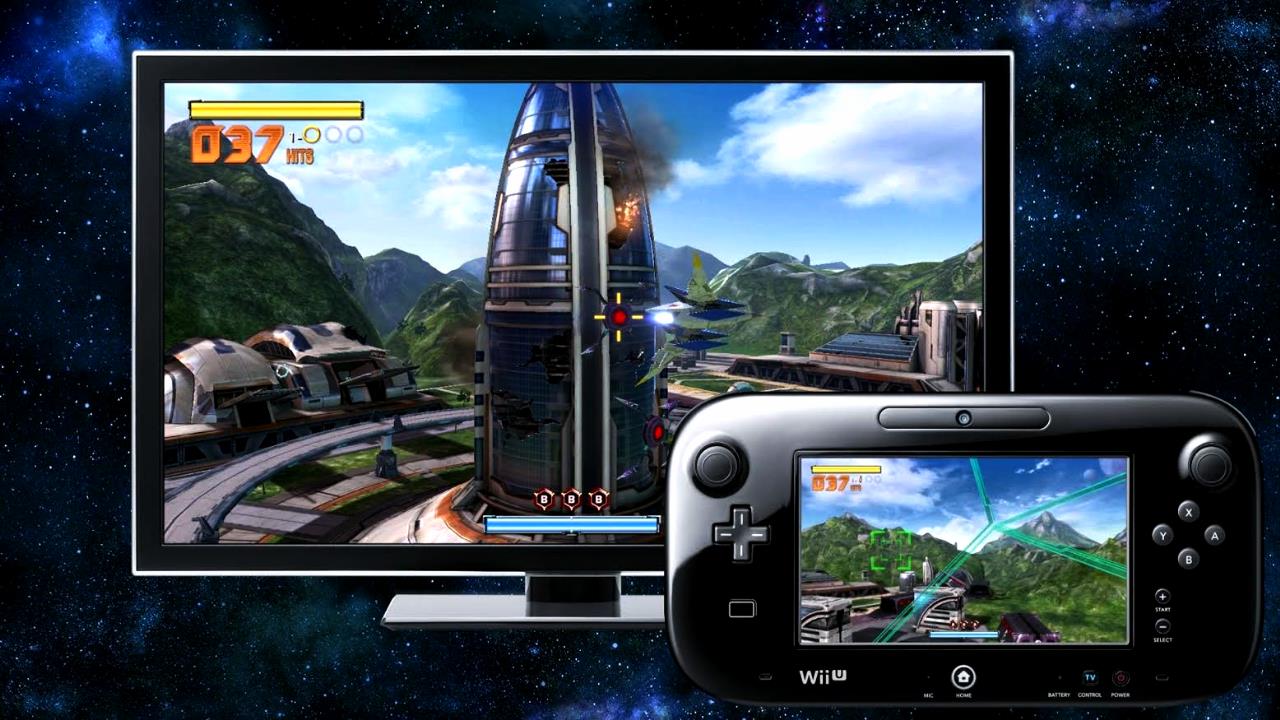 037 1-
HITS
B B B
037
X
Y A
B
START
SELECT
Wii U
TV
MIC HOME BATTERY CONTROL POWER